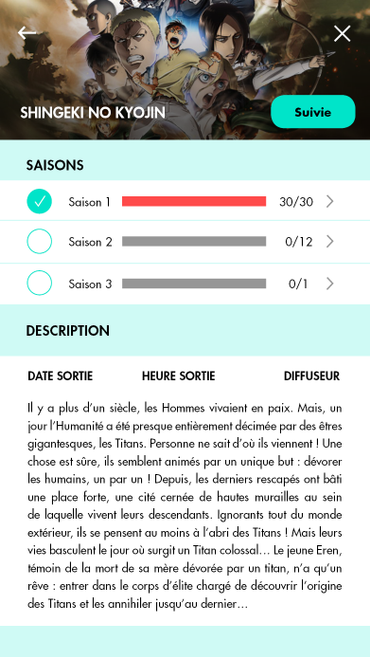 SHINGEKI NO KYOJIN
Suivie
SAISONS
Saison 1 30/30
Saison 2 0/12
Saison 3 0/1
DESCRIPTION
DATE SORTIE HEURE SORTIE DIFFUSEUR
Il y a plus d'un siècle, les Hommes vivaient en paix. Mais, un
jour l'Humanité a été presque entièrement décimée par des êtres
gigantesques, les Titans. Personne ne sait d'où ils viennent ! Une
chose est sûre, ils semblent animés par un unique but : dévorer
les humains, un par un ! Depuis, les derniers rescapés ont bâti
une place forte, une cité cernée de hautes murailles au sein
de laquelle vivent leurs descendants. Ignorants tout du monde
extérieur, ils se pensent au moins à l'abri des Titans ! Mais leurs
vies basculent le jour où surgit un Titan colossal... Le jeune Eren,
témoin de la mort de sa mère dévorée par un titan, n'a qu'un
rêve : entrer dans le corps d'élite chargé de découvrir l'origine
des Titans et les annihiler jusqu'au dernier...